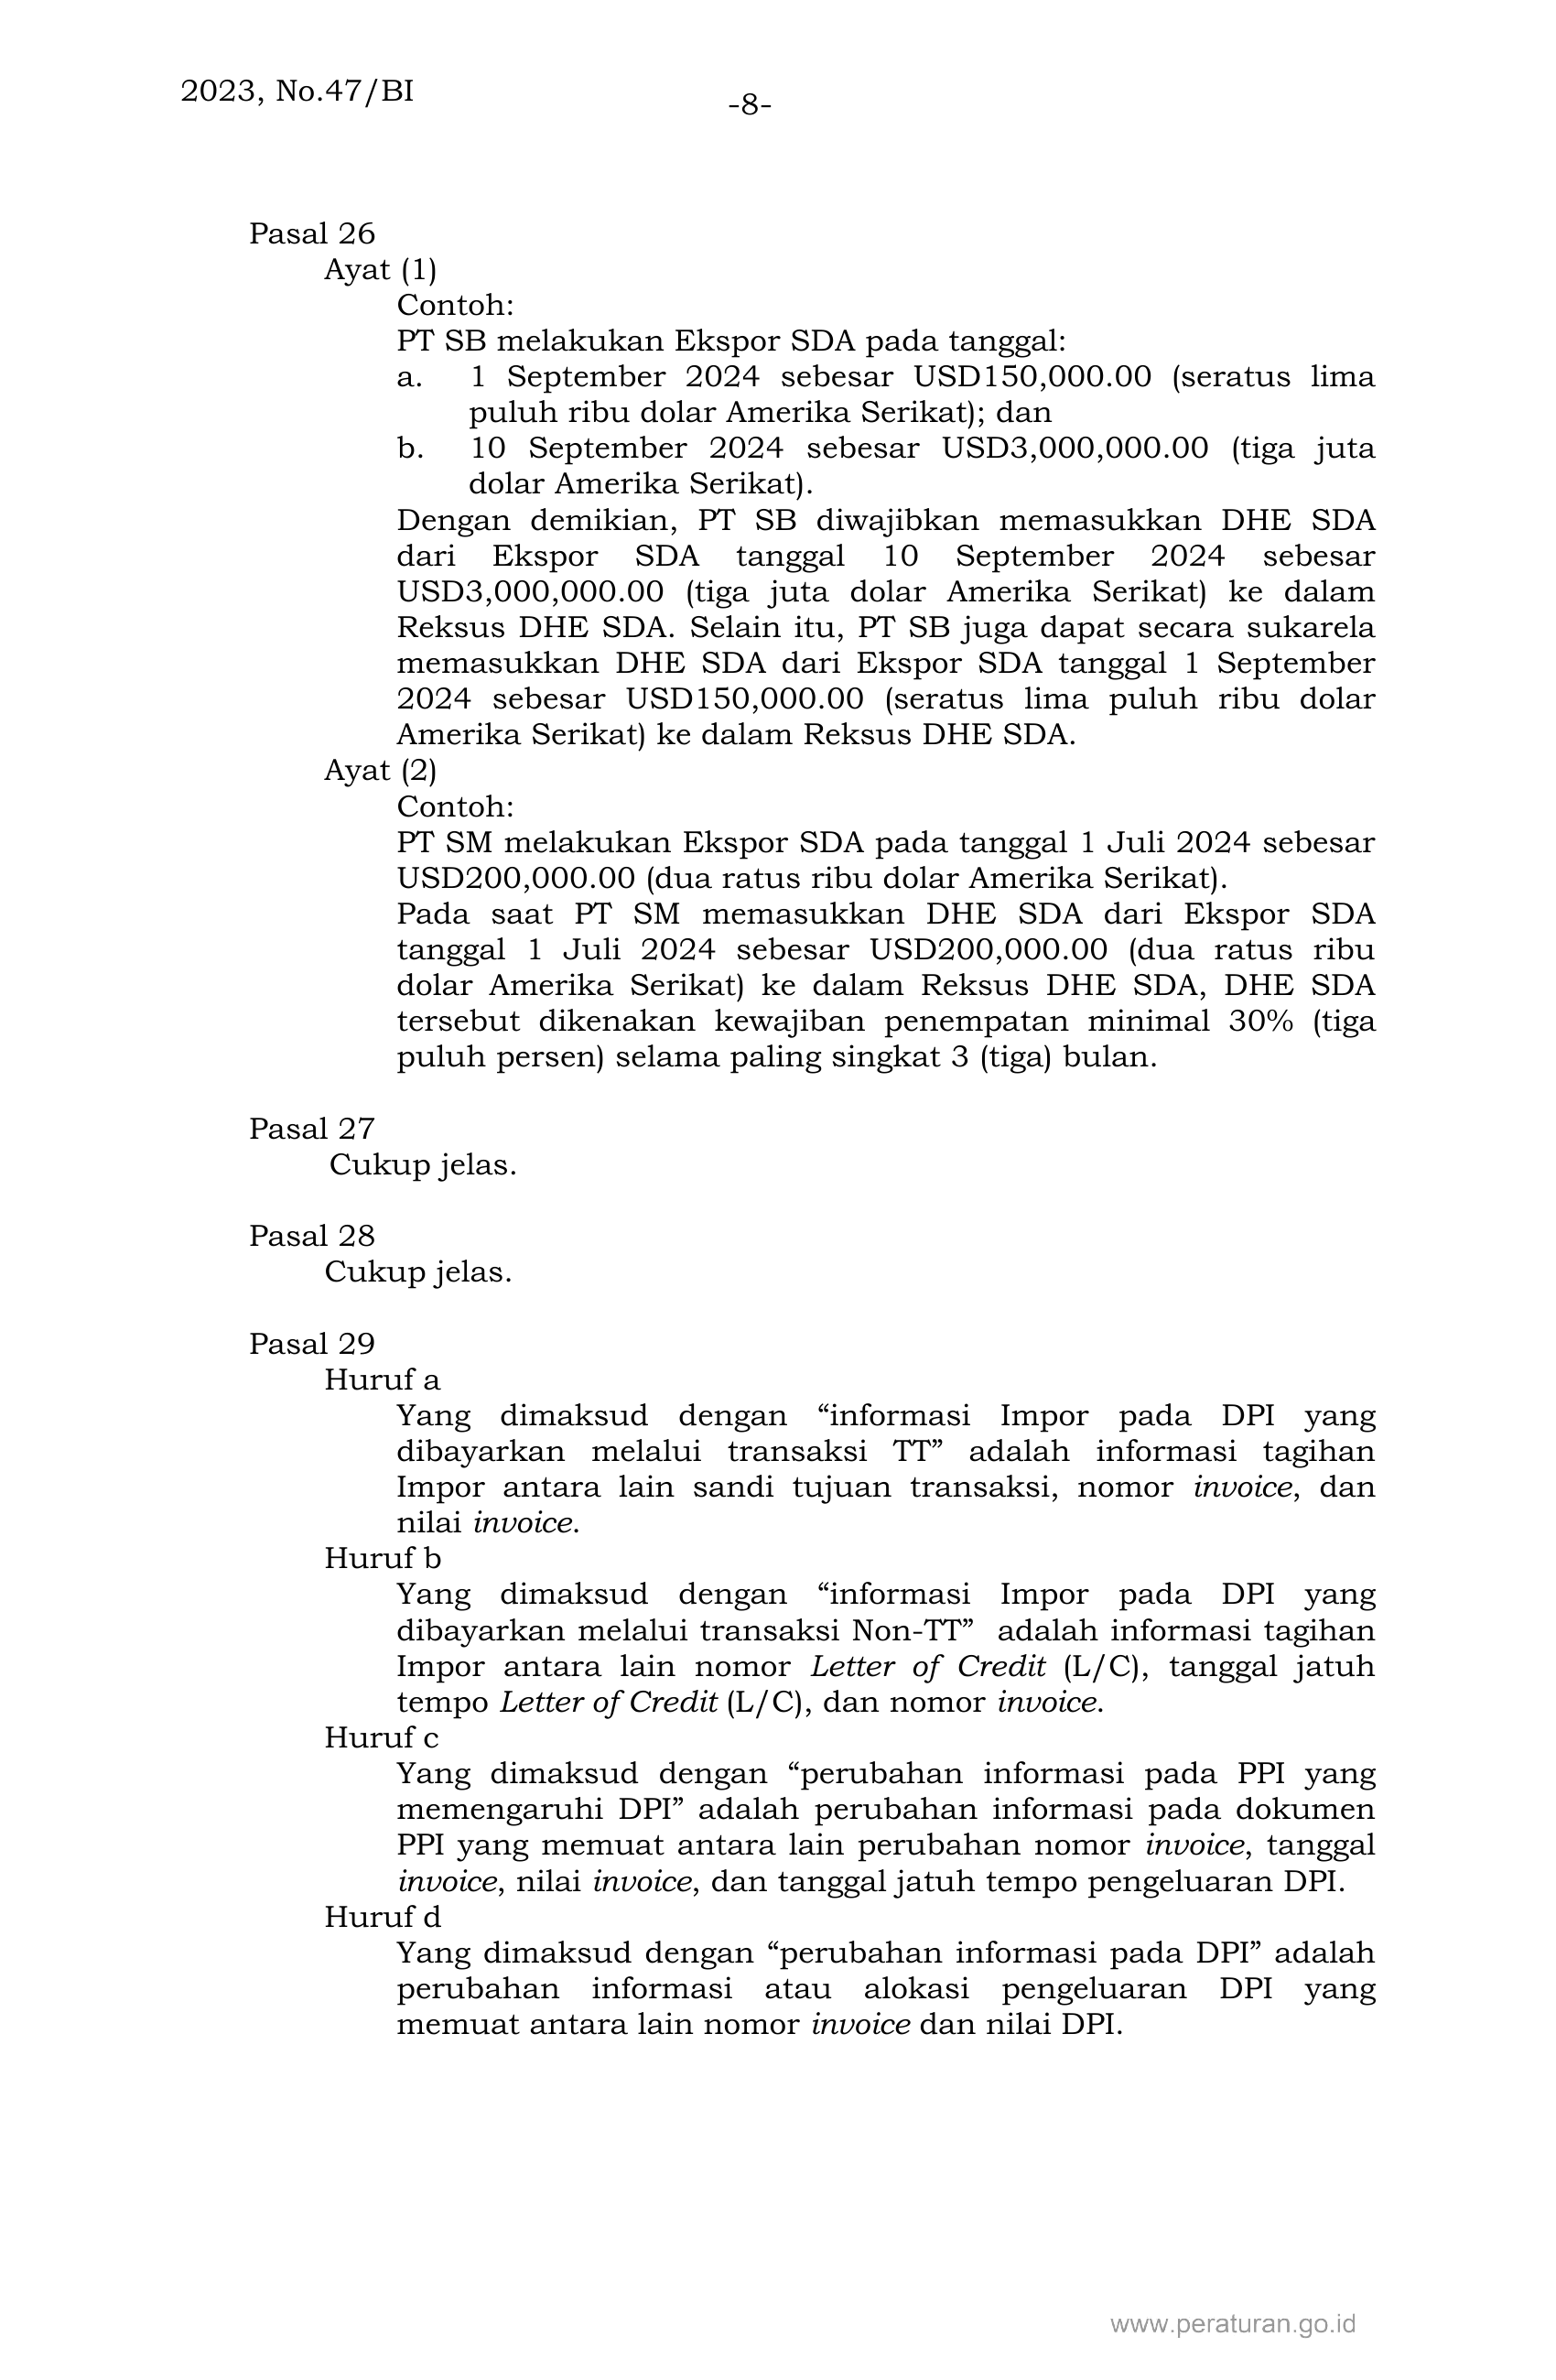 2023, No.47/BI
-8-
Pasal 26
Ayat (1)
Contoh:
PT SB melakukan Ekspor SDA pada tanggal:
a. 1 September 2024 sebesar USD150,000.00 (seratus lima
puluh ribu dolar Amerika Serikat); dan
b. 10 September 2024 sebesar USD3,000,000.00 (tiga juta
dolar Amerika Serikat).
Dengan demikian, PT SB diwajibkan memasukkan DHE SDA
dari Ekspor SDA tanggal 10 September 2024 sebesar
USD3,000,000.00 (tiga juta dolar Amerika Serikat) ke dalam
Reksus DHE SDA. Selain itu, PT SB juga dapat secara sukarela
memasukkan DHE SDA dari Ekspor SDA tanggal 1 September
2024 sebesar USD150,000.00 (seratus lima puluh ribu dolar
Amerika Serikat) ke dalam Reksus DHE SDA.
Ayat (2)
Contoh:
PT SM melakukan Ekspor SDA pada tanggal 1 Juli 2024 sebesar
USD200,000.00 (dua ratus ribu dolar Amerika Serikat).
Pada saat PT SM memasukkan DHE SDA dari Ekspor SDA
tanggal 1 Juli 2024 sebesar USD200,000.00 (dua ratus ribu
dolar Amerika Serikat) ke dalam Reksus DHE SDA, DHE SDA
tersebut dikenakan kewajiban penempatan minimal 30% (tiga
puluh persen) selama paling singkat 3 (tiga) bulan.
Pasal 27
Cukup jelas.
Pasal 28
Cukup jelas.
Pasal 29
Huruf a
Yang dimaksud dengan “informasi Impor pada DPI yang
dibayarkan melalui transaksi TT” adalah informasi tagihan
Impor antara lain sandi tujuan transaksi, nomor invoice, dan
nilai invoice.
Huruf b
Yang dimaksud dengan “informasi Impor pada DPI yang
dibayarkan melalui transaksi Non-TT” adalah informasi tagihan
Impor antara lain nomor Letter of Credit (L/C), tanggal jatuh
tempo Letter of Credit (L/C), dan nomor invoice.
Huruf c
Yang dimaksud dengan “perubahan informasi pada PPI yang
memengaruhi DPI” adalah perubahan informasi pada dokumen
PPI yang memuat antara lain perubahan nomor invoice, tanggal
invoice, nilai invoice, dan tanggal jatuh tempo pengeluaran DPI.
Huruf d
Yang dimaksud dengan “perubahan informasi pada DPI” adalah
perubahan informasi atau alokasi pengeluaran DPI yang
memuat antara lain nomor invoice dan nilai DPI.
www.peraturan.go.id